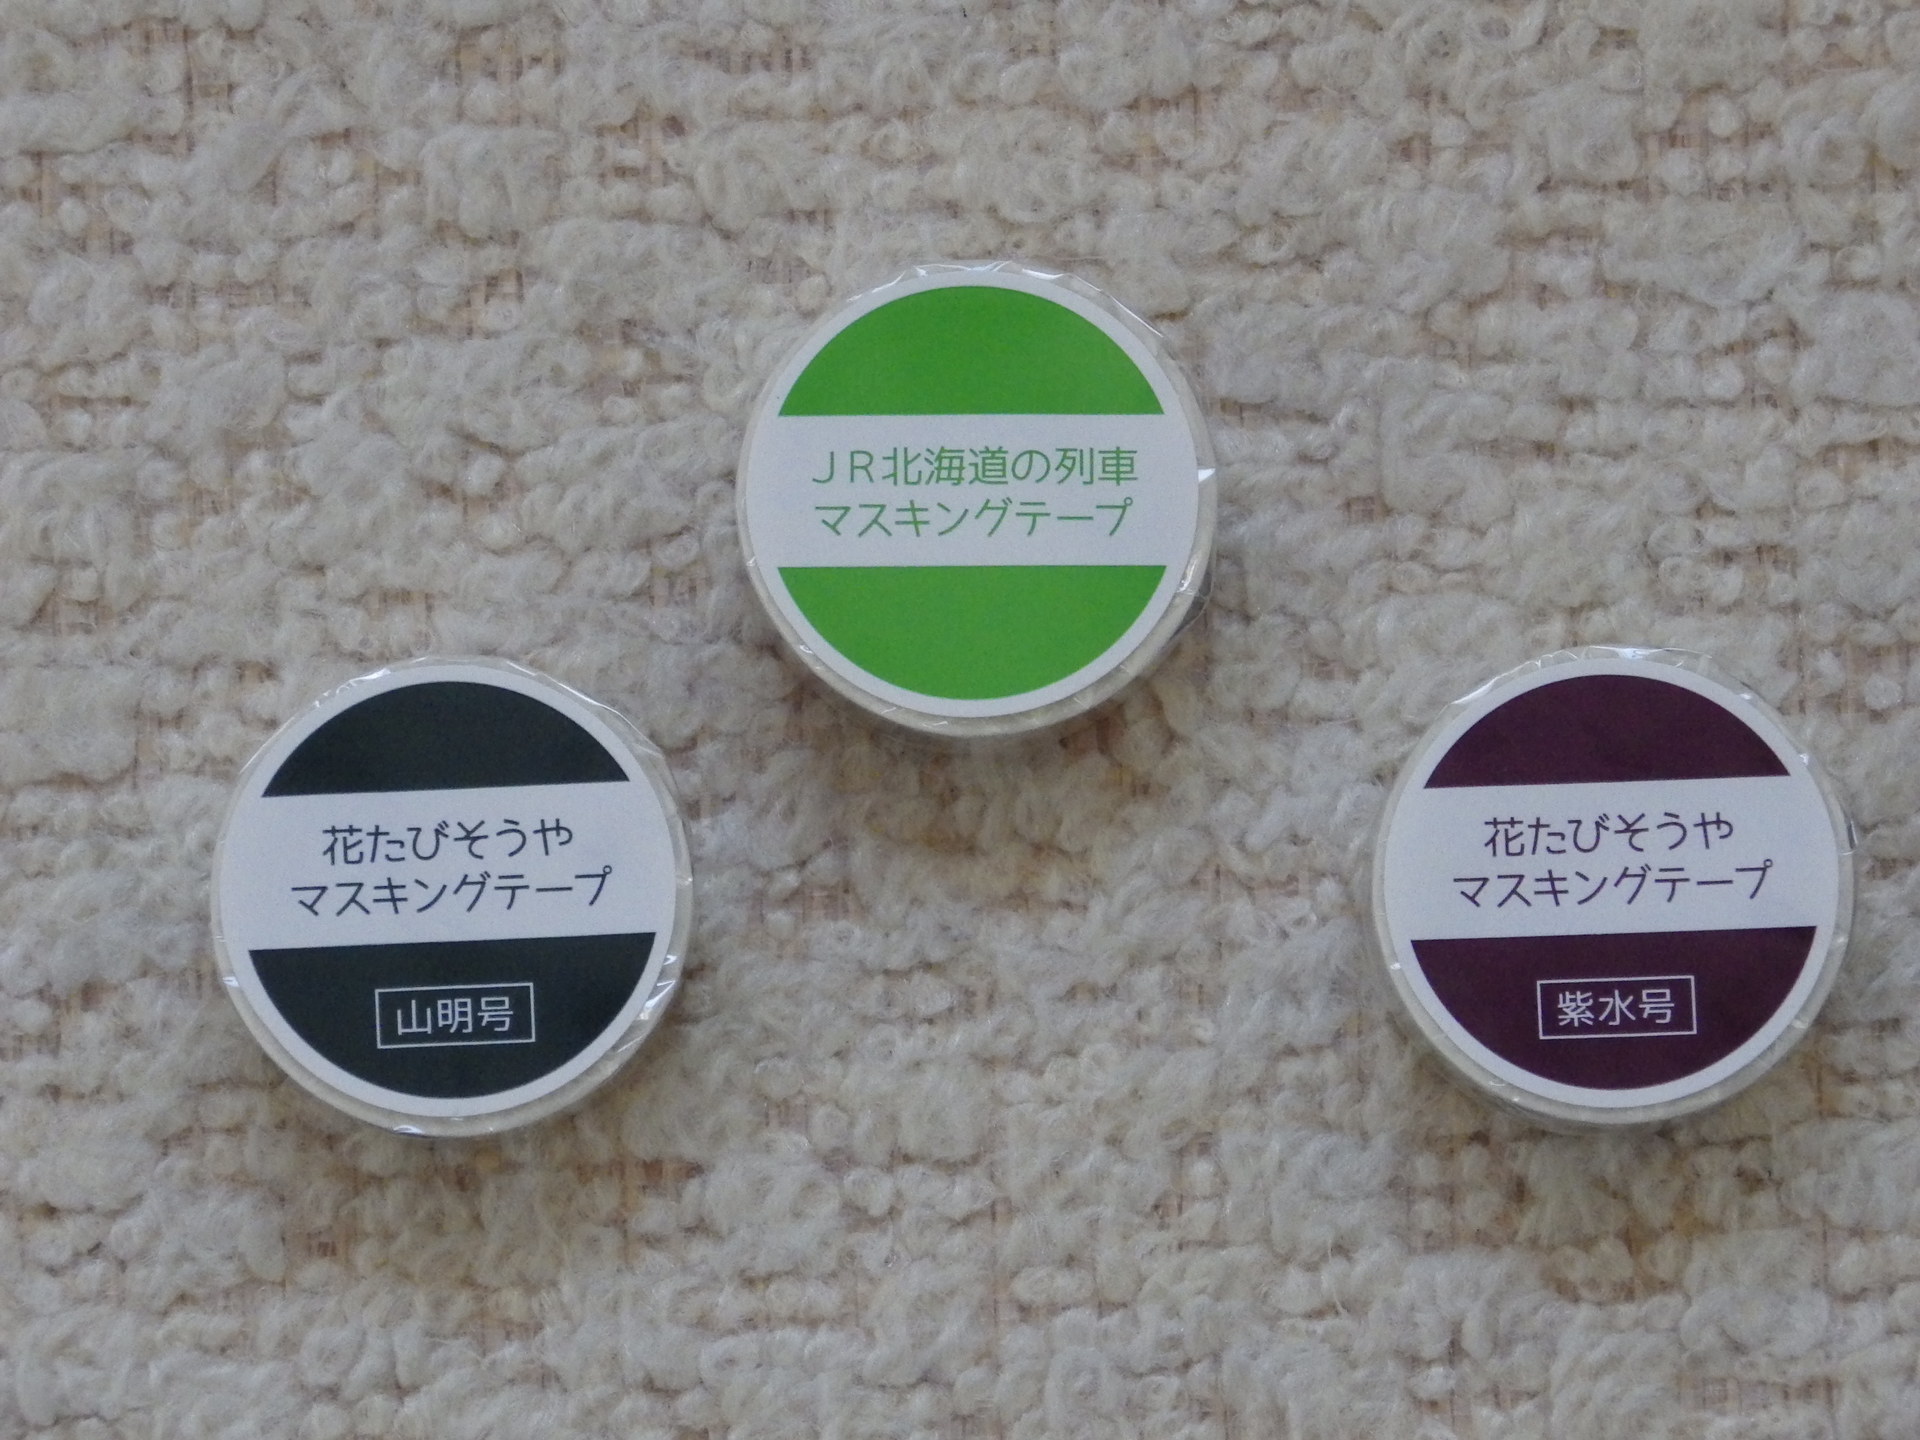 ＪＲ北海道の列車
マスキングテープ
花たびそうや
マスキングテープ
山明号
花たびそうや
マスキングテープ
紫水号